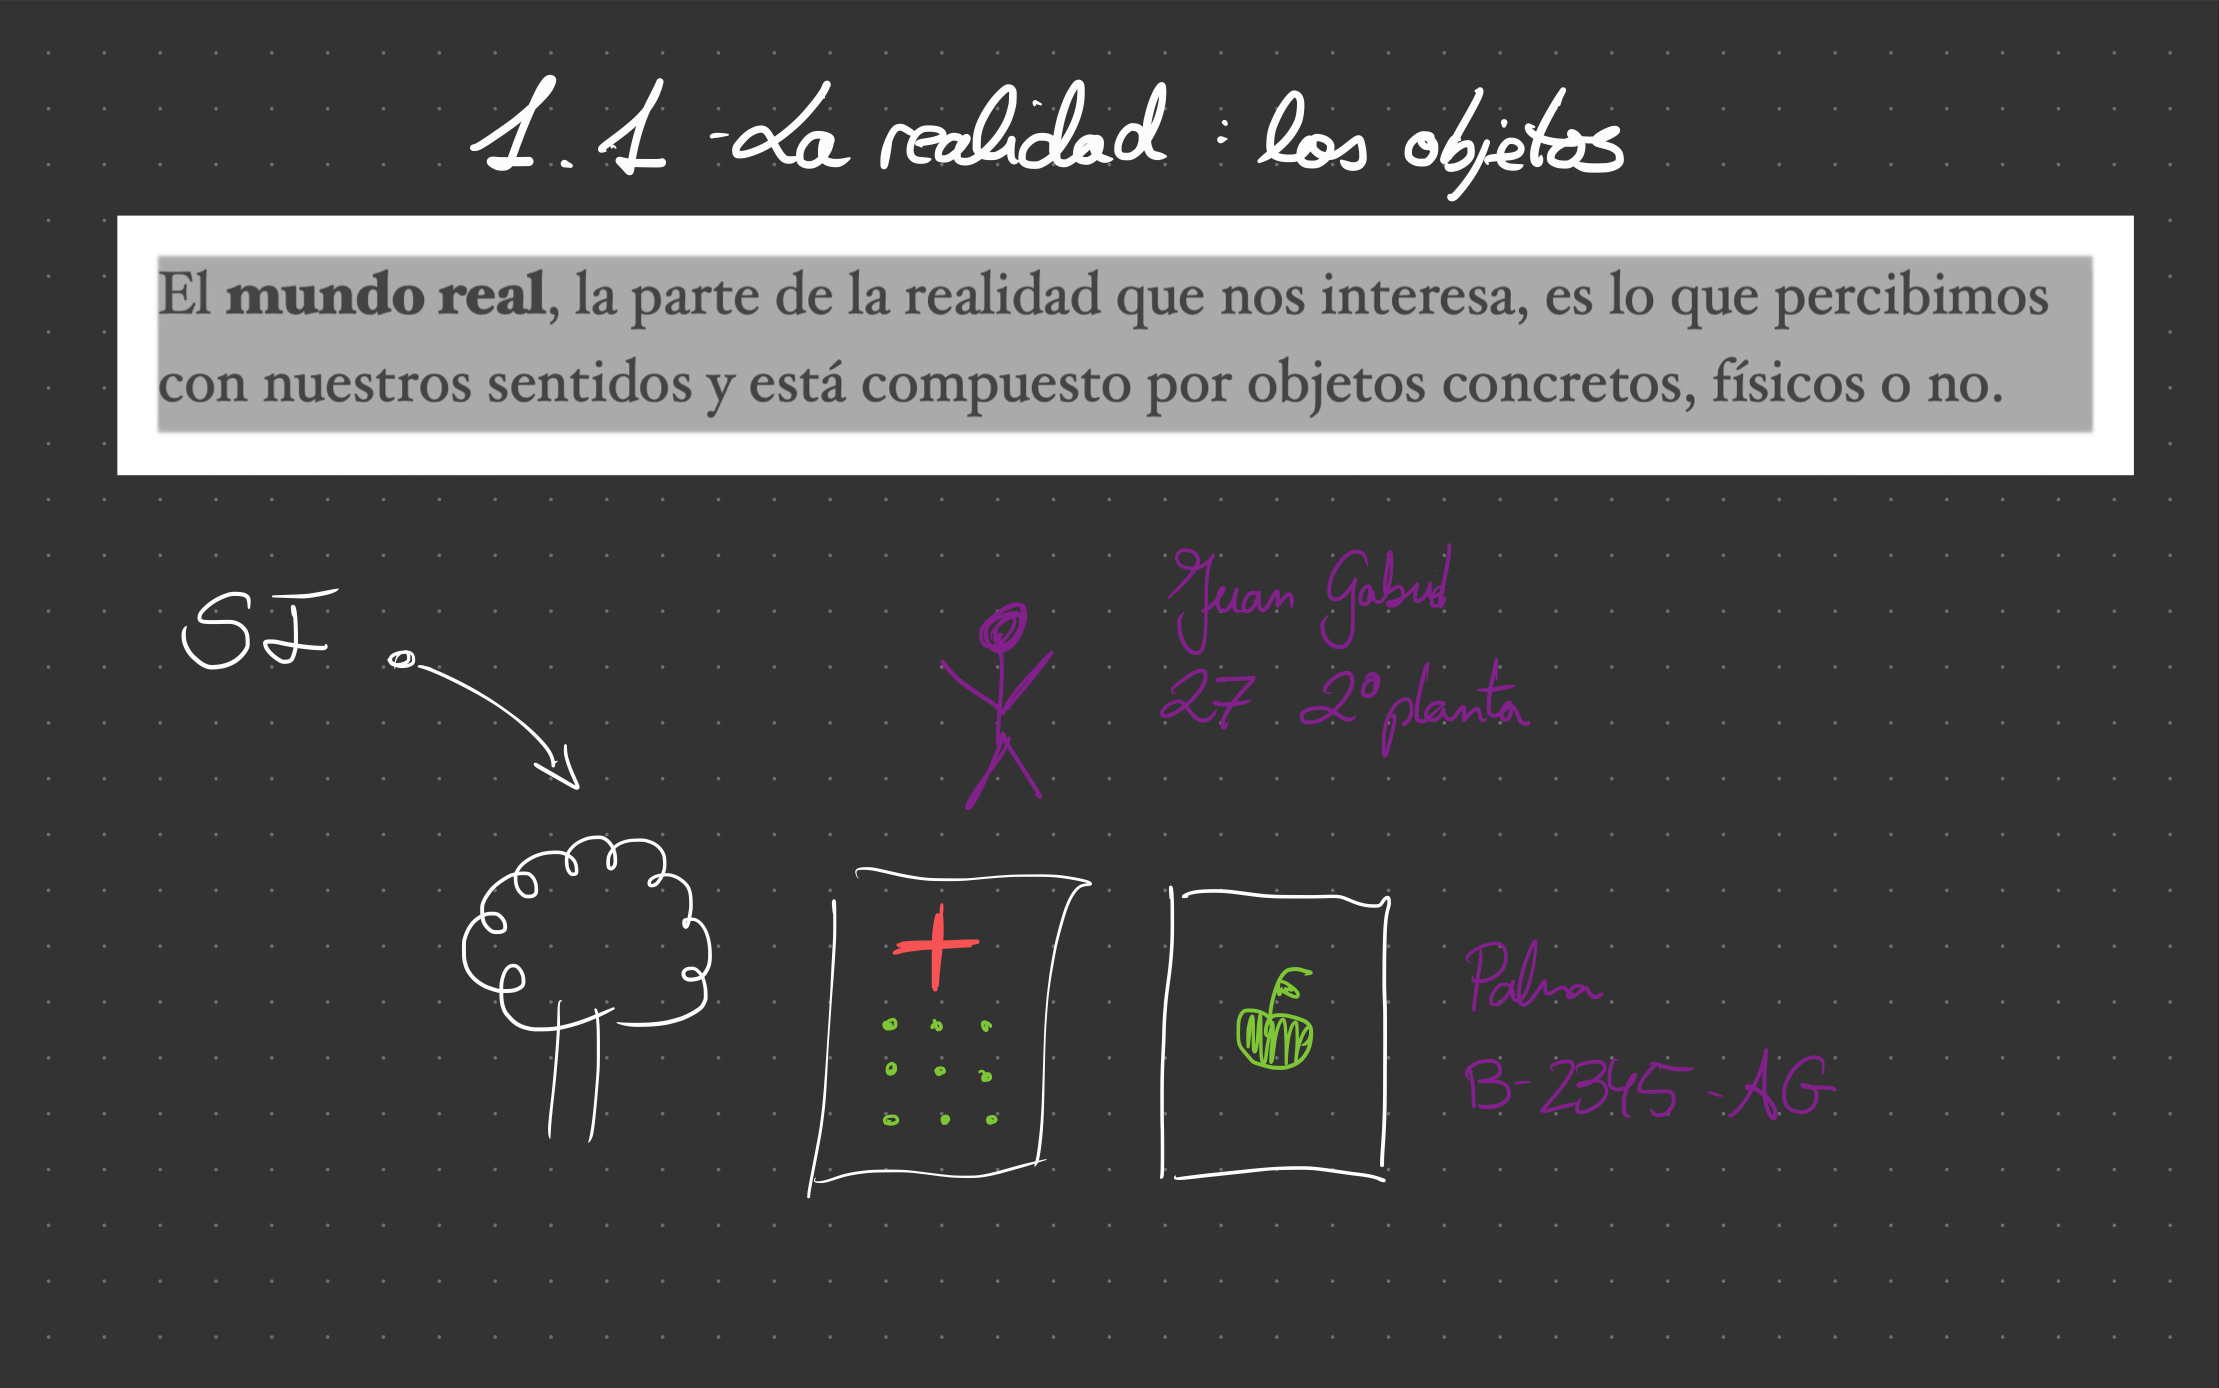 1.1 - La realidad: los objetos
El mundo real, la parte de la realidad que nos interesa, es lo que percibimos
con nuestros sentidos y está compuesto por objetos concretos, físicos o no.
SI
Juan Gabriel
27 2º planta
Palma
B-2345-AG